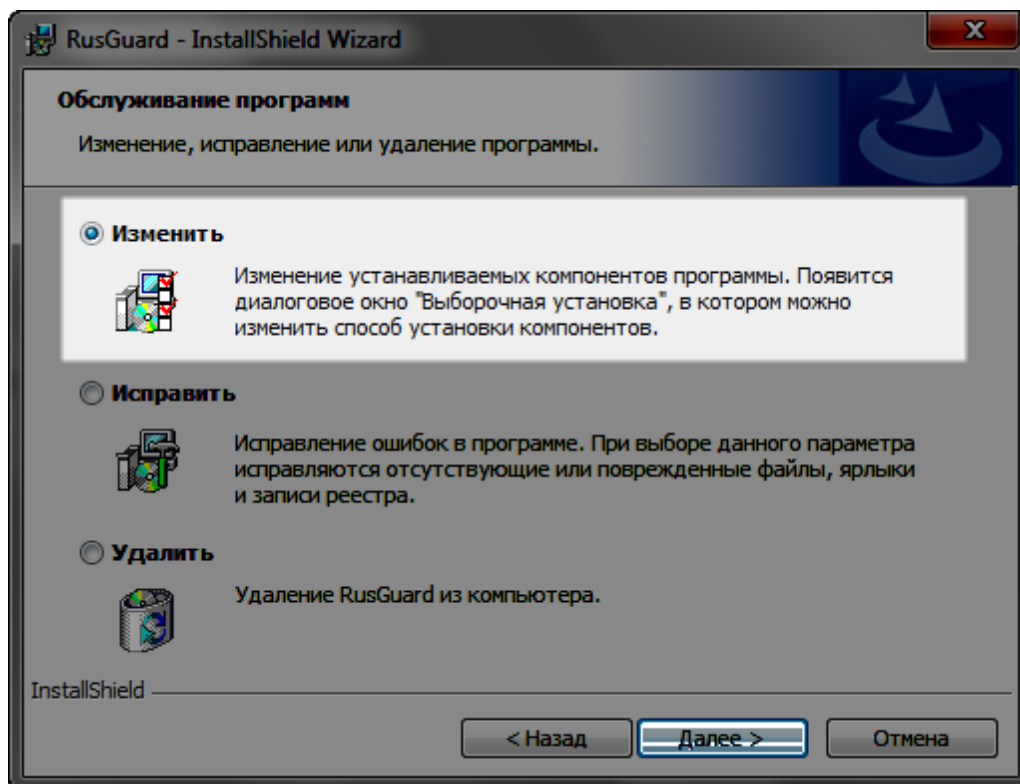 RusGuard - InstallShield Wizard
Обслуживание программ
Изменение, исправление или удаление программы.
Изменить
Изменение устанавливаемых компонентов программы. Появится
диалоговое окно "Выборочная установка", в котором можно
изменить способ установки компонентов.
Исправить
Исправление ошибок в программе. При выборе данного параметра
исправляются отсутствующие или поврежденные файлы, ярлыки
и записи реестра.
Удалить
Удаление RusGuard из компьютера.
InstallShield
< Назад
Далее >
Отмена